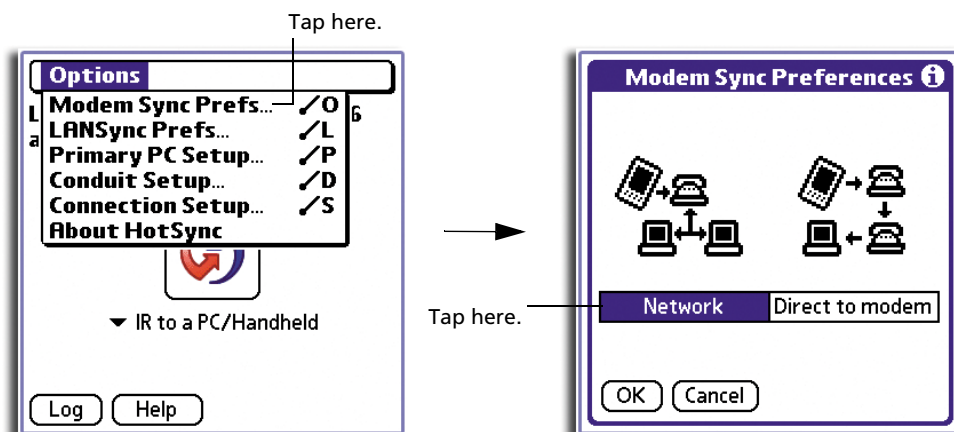 Tap here.
Options
Modem Sync Prefs... /O
L 6
LANSync Prefs... /L
a
Primary PC Setup... /P
Conduit Setup... /D
Connection Setup... /S
About HotSync
IR to a PC/Handheld
Log Help
Modem Sync Preferences i
Tap here.
Network Direct to modem
OK Cancel